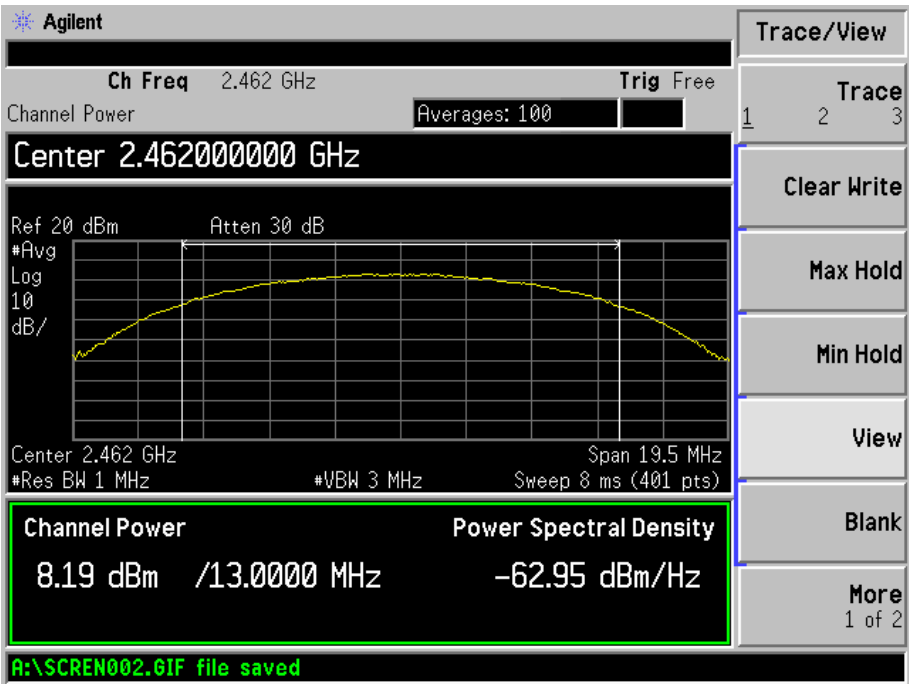 Agilent
Ch Freq 2.462 GHz Trig Free
Channel Power Averages: 100
Center 2.462000000 GHz
Ref 20 dBm Atten 30 dB
#Avg
Log
10
dB/
Center 2.462 GHz Span 19.5 MHz
#Res BW 1 MHz #VBW 3 MHz Sweep 8 ms (401 pts)
Channel Power Power Spectral Density
8.19 dBm /13.0000 MHz -62.95 dBm/Hz
A:\SCREN002.GIF file saved
Trace/View
Trace
1 2 3
Clear Write
Max Hold
Min Hold
View
Blank
More
1 of 2